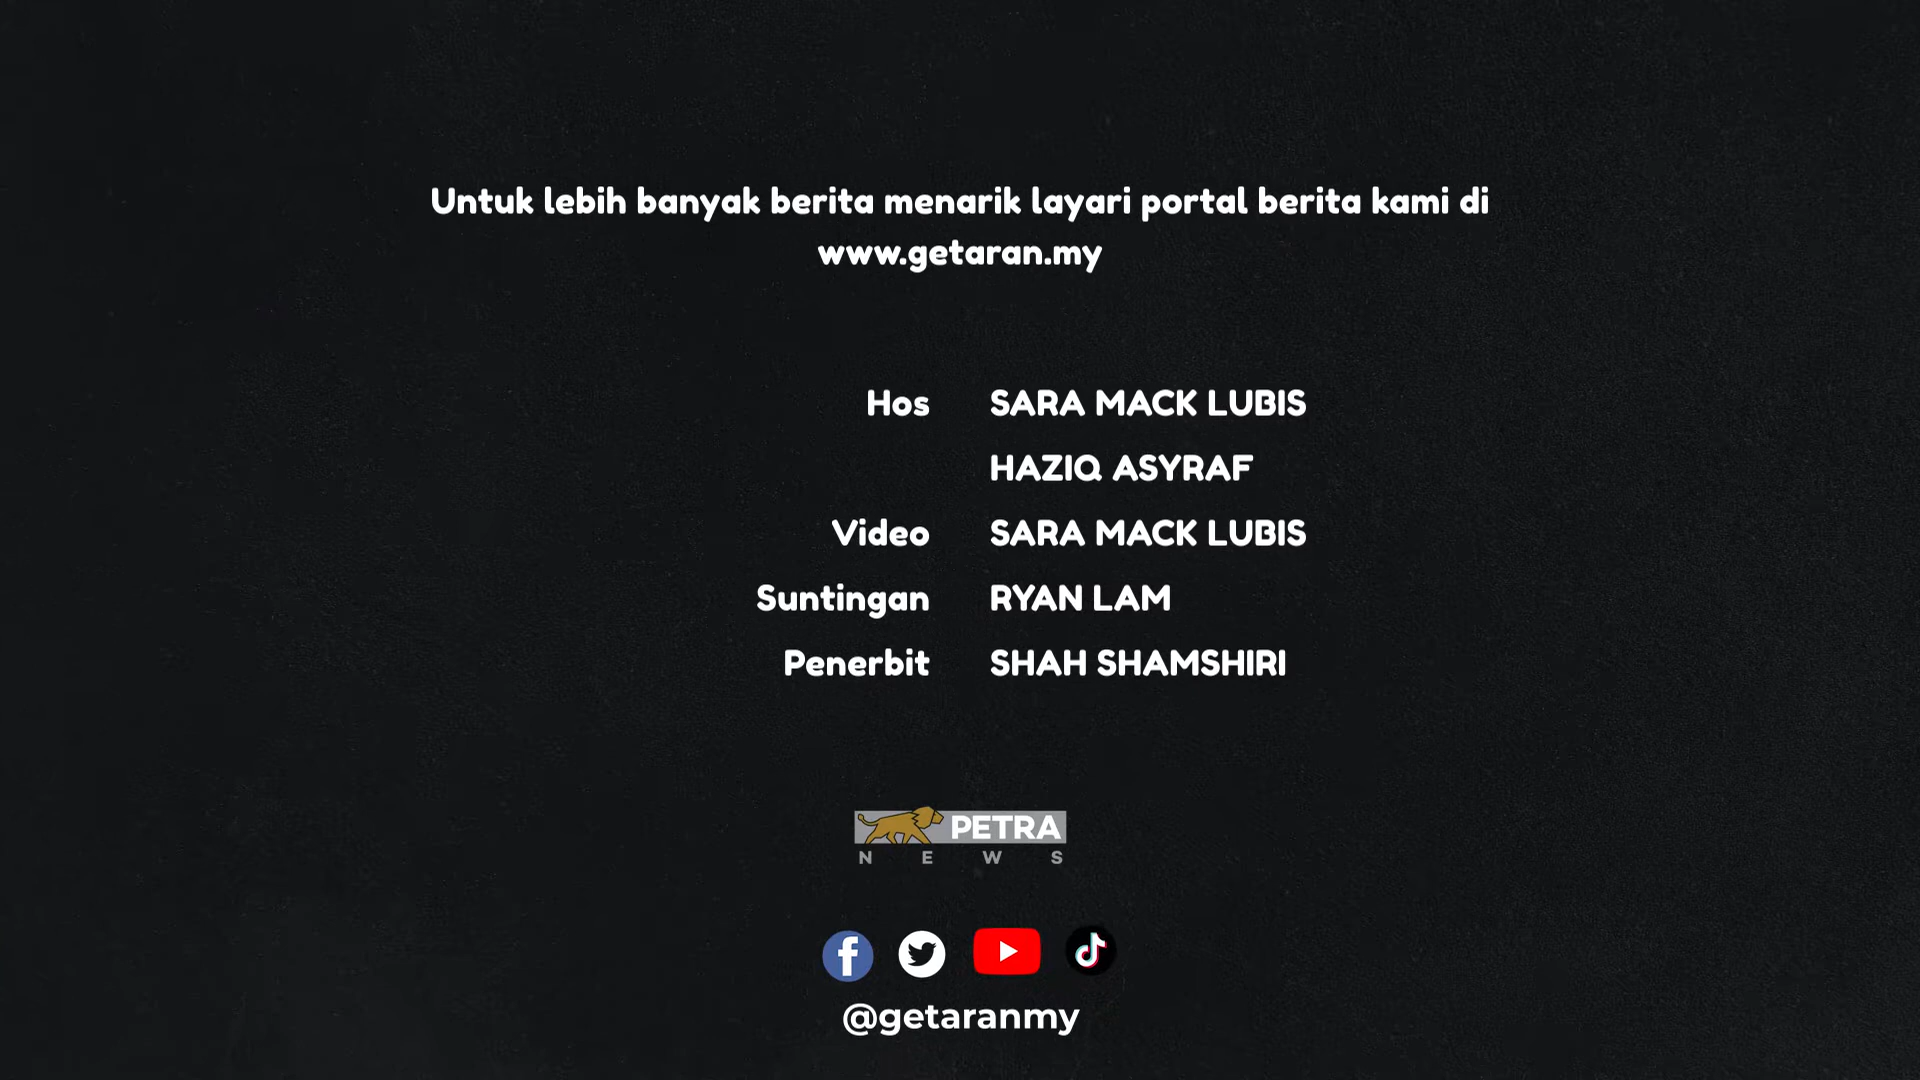 Untuk lebih banyak berita menarik layari portal berita kami di
www.getaran.my
Hos SARA MACK LUBIS
HAZIQ ASYRAF
Video SARA MACK LUBIS
Suntingan RYAN LAM
Penerbit SHAH SHAMSHIRI
PETRA
NEWS
@getaranmy